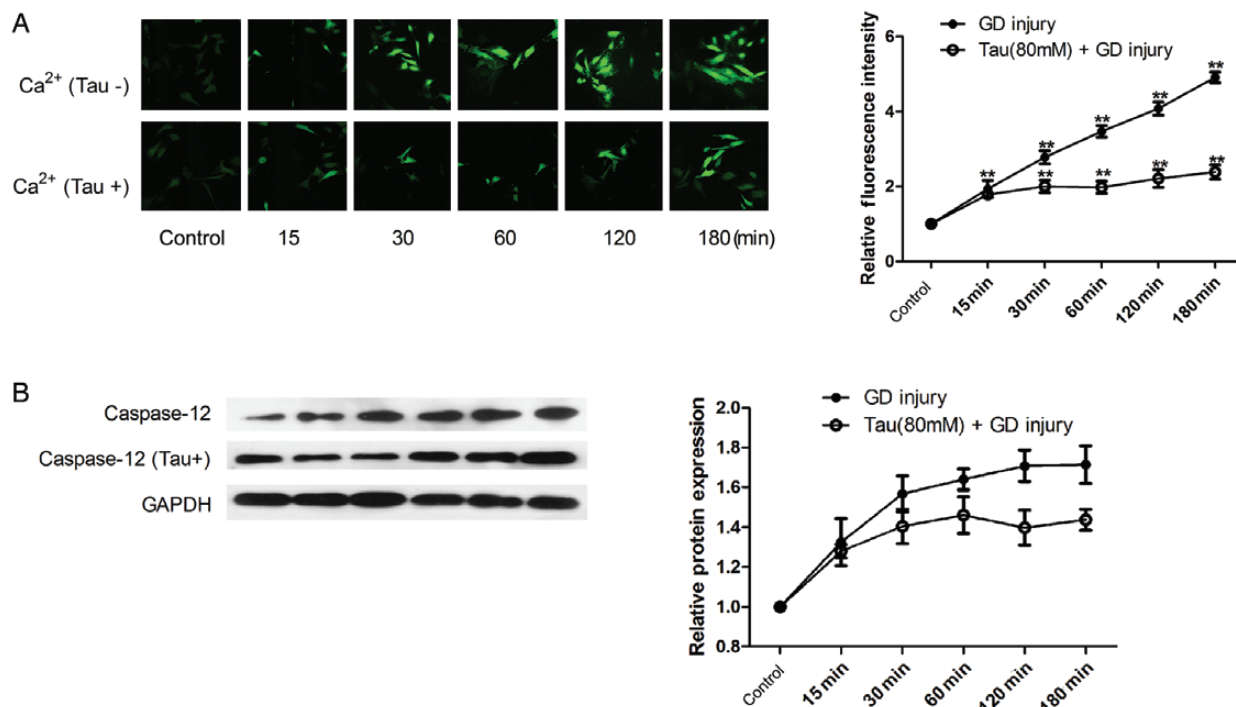 A
Ca²⁺ (Tau -)
Ca²⁺ (Tau +)
Control 15 30 60 120 180(min)
GD injury
Tau(80mM) + GD injury
Relative fluorescence intensity
6
4
2
0
** ** ** ** **
** ** ** **
Control 15 min 30 min 60 min 120 min 180 min
B
Caspase-12
Caspase-12 (Tau+)
GAPDH
GD injury
Tau(80mM) + GD injury
Relative protein expression
2.0
1.8
1.6
1.4
1.2
1.0
0.8
Control 15 min 30 min 60 min 120 min 180 min